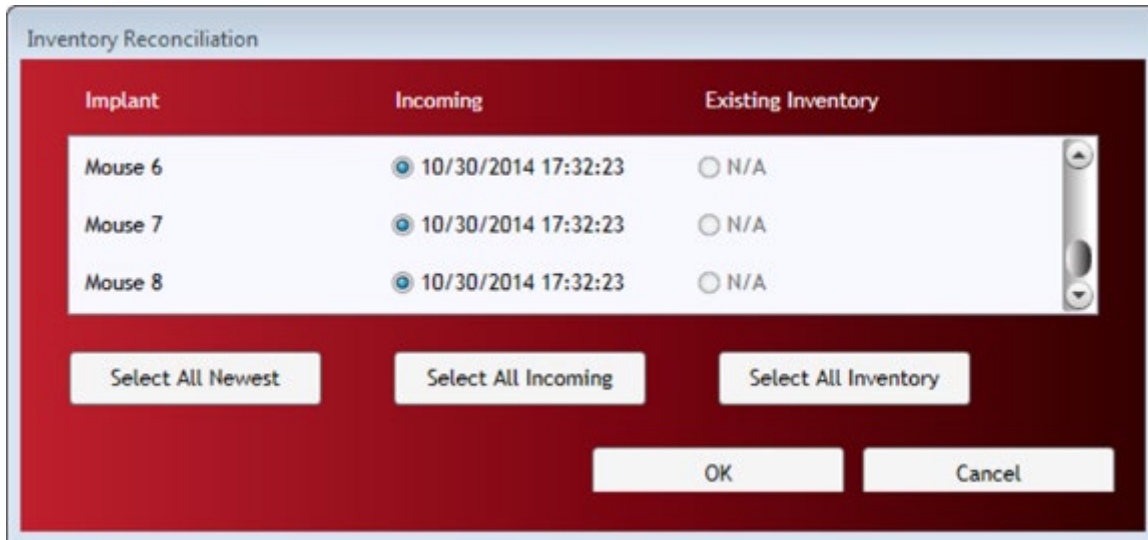 Inventory Reconciliation
Implant Incoming Existing Inventory
Mouse 6 10/30/2014 17:32:23 N/A
Mouse 7 10/30/2014 17:32:23 N/A
Mouse 8 10/30/2014 17:32:23 N/A
Select All Newest Select All Incoming Select All Inventory
OK Cancel